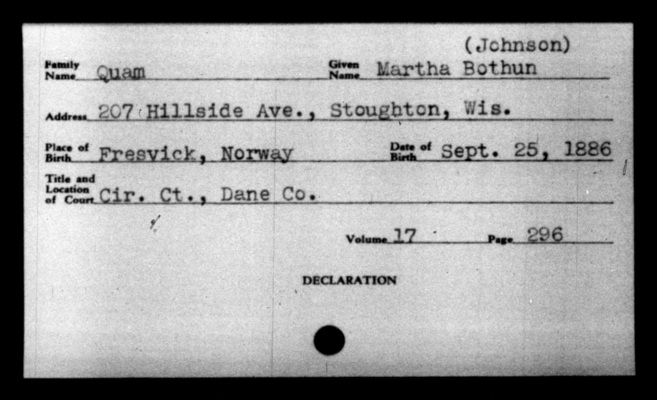 (Johnson)
Family Name Quam Given Name Martha Bothun
Address 207 Hillside Ave., Stoughton, Wis.
Place of Birth Fresvick, Norway Date of Birth Sept. 25, 1886
Title and Location of Court Cir. Ct., Dane Co.
Volume 17 Page 296
DECLARATION